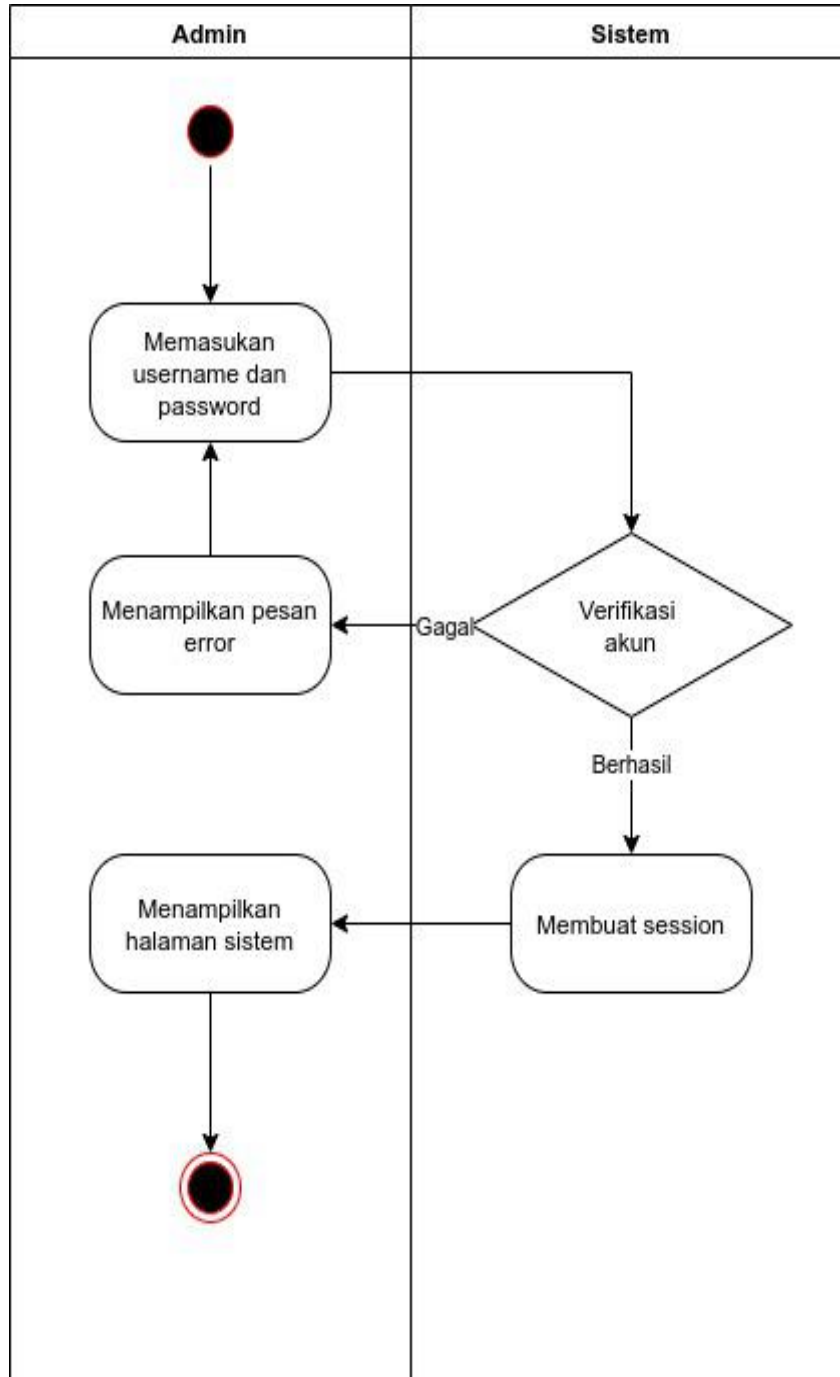 Admin
Sistem
Memasukan
username dan
password
Verifikasi
akun
Gagal
Menampilkan pesan
error
Berhasil
Membuat session
Menampilkan
halaman sistem